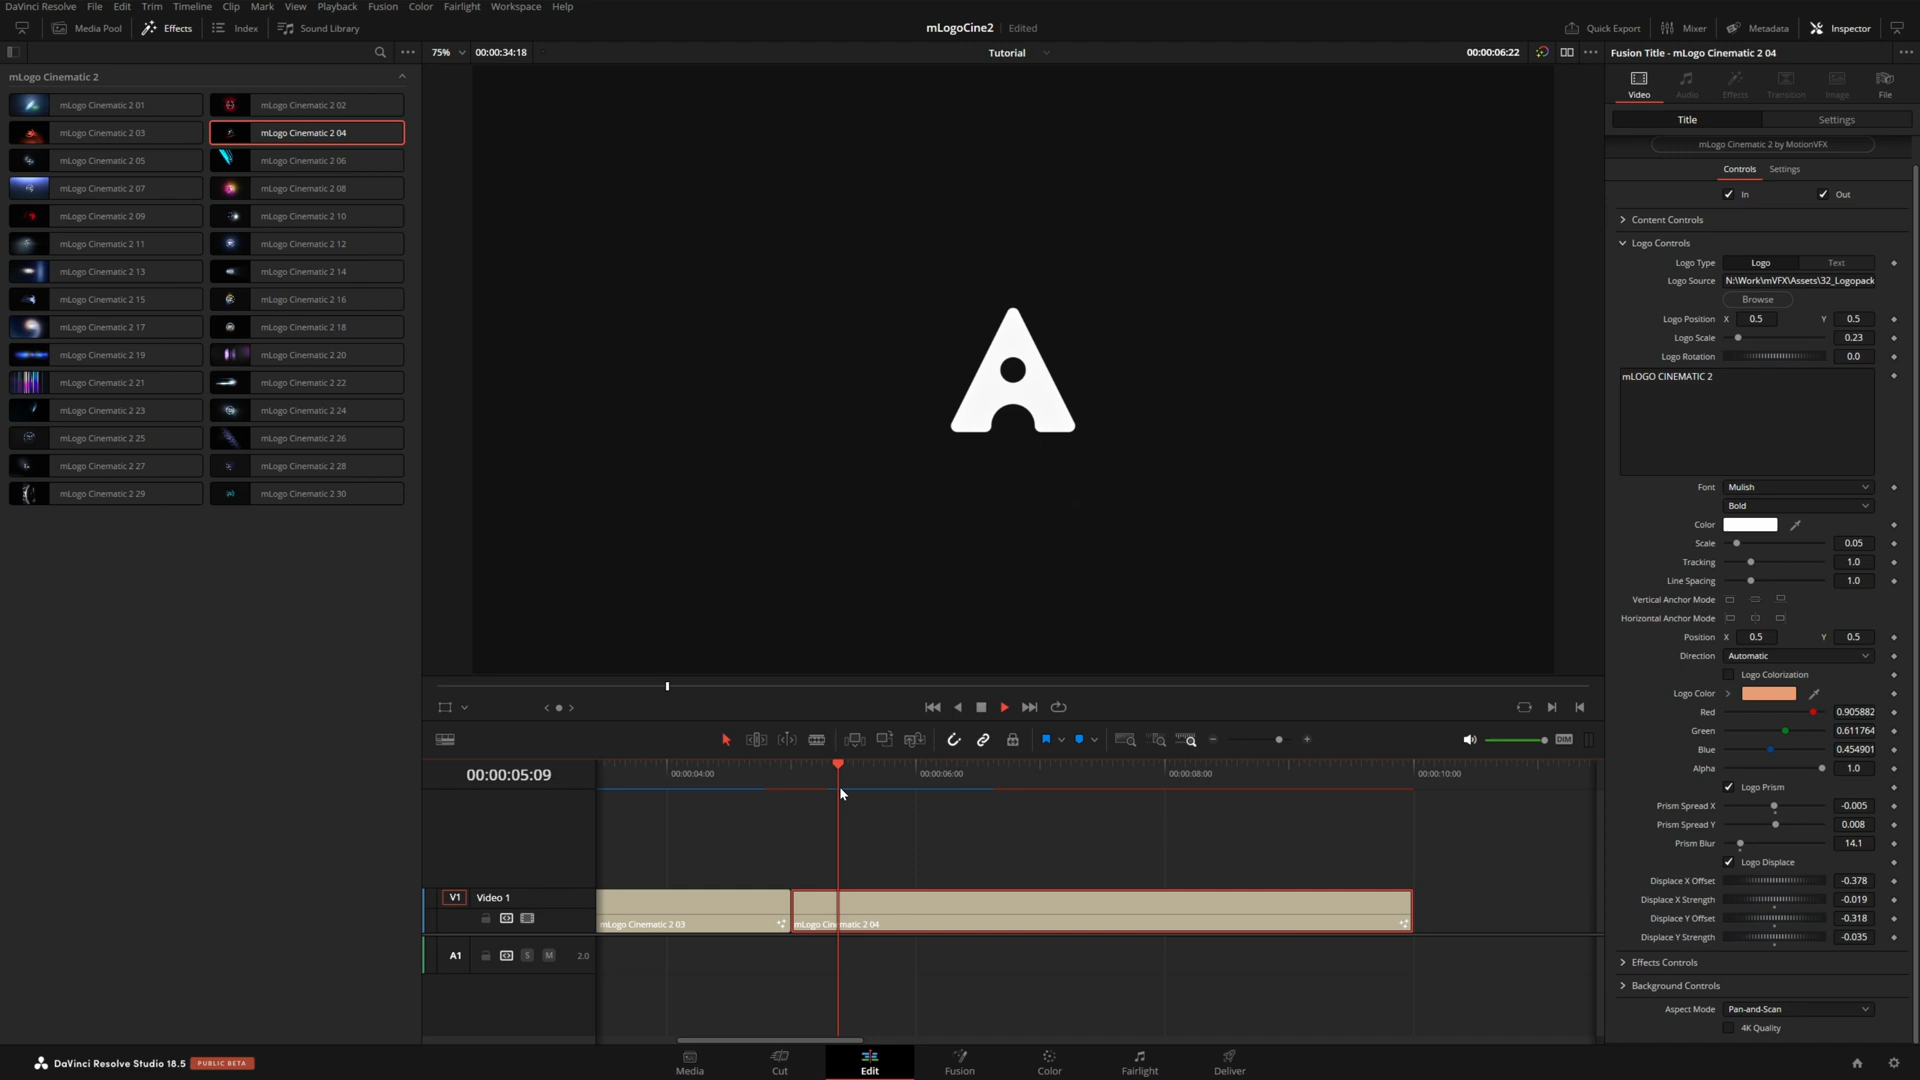 DaVinci Resolve File Edit Trim Timeline Clip Mark View Playback Fusion Color Fairlight Workspace Help
Media Pool Effects Index Sound Library mLogoCine2 Edited Quick Export Mixer Metadata Inspector
75% 00:00:34:18 Tutorial 00:00:06:22 Fusion Title - mLogo Cinematic 2 04
mLogo Cinematic 2
mLogo Cinematic 2 01 mLogo Cinematic 2 02
mLogo Cinematic 2 03 mLogo Cinematic 2 04
mLogo Cinematic 2 05 mLogo Cinematic 2 06
mLogo Cinematic 2 07 mLogo Cinematic 2 08
mLogo Cinematic 2 09 mLogo Cinematic 2 10
mLogo Cinematic 2 11 mLogo Cinematic 2 12
mLogo Cinematic 2 13 mLogo Cinematic 2 14
mLogo Cinematic 2 15 mLogo Cinematic 2 16
mLogo Cinematic 2 17 mLogo Cinematic 2 18
mLogo Cinematic 2 19 mLogo Cinematic 2 20
mLogo Cinematic 2 21 mLogo Cinematic 2 22
mLogo Cinematic 2 23 mLogo Cinematic 2 24
mLogo Cinematic 2 25 mLogo Cinematic 2 26
mLogo Cinematic 2 27 mLogo Cinematic 2 28
mLogo Cinematic 2 29 mLogo Cinematic 2 30
A
Video Audio Effects Transition Image File
Title Settings
mLogo Cinematic 2 by MotionVFX
Controls Settings
In Out
Content Controls
Logo Controls
Logo Type Logo Text
Logo Source N:\Work\mVFX\Assets\32_Logopack
Browse
Logo Position X 0.5 Y 0.5
Logo Scale 0.23
Logo Rotation 0.0
mLOGO CINEMATIC 2
Font Mulish
Bold
Color
Scale 0.05
Tracking 1.0
Line Spacing 1.0
Vertical Anchor Mode
Horizontal Anchor Mode
Position X 0.5 Y 0.5
Direction Automatic
Logo Colorization
Logo Color
Red 0.905882
Green 0.611764
Blue 0.454901
Alpha 1.0
Logo Prism
Prism Spread X -0.005
Prism Spread Y 0.008
Prism Blur 14.1
Logo Displace
Displace X Offset -0.378
Displace X Strength -0.019
Displace Y Offset -0.318
Displace Y Strength -0.035
Effects Controls
Background Controls
Aspect Mode Pan-and-Scan
4K Quality
DIM
00:00:05:09 00:00:04:00 00:00:06:00 00:00:08:00 00:00:10:00
V1 Video 1
mLogo Cinematic 2 03 mLogo Cinematic 2 04
A1 S M 2.0
DaVinci Resolve Studio 18.5 PUBLIC BETA
Media Cut Edit Fusion Color Fairlight Deliver